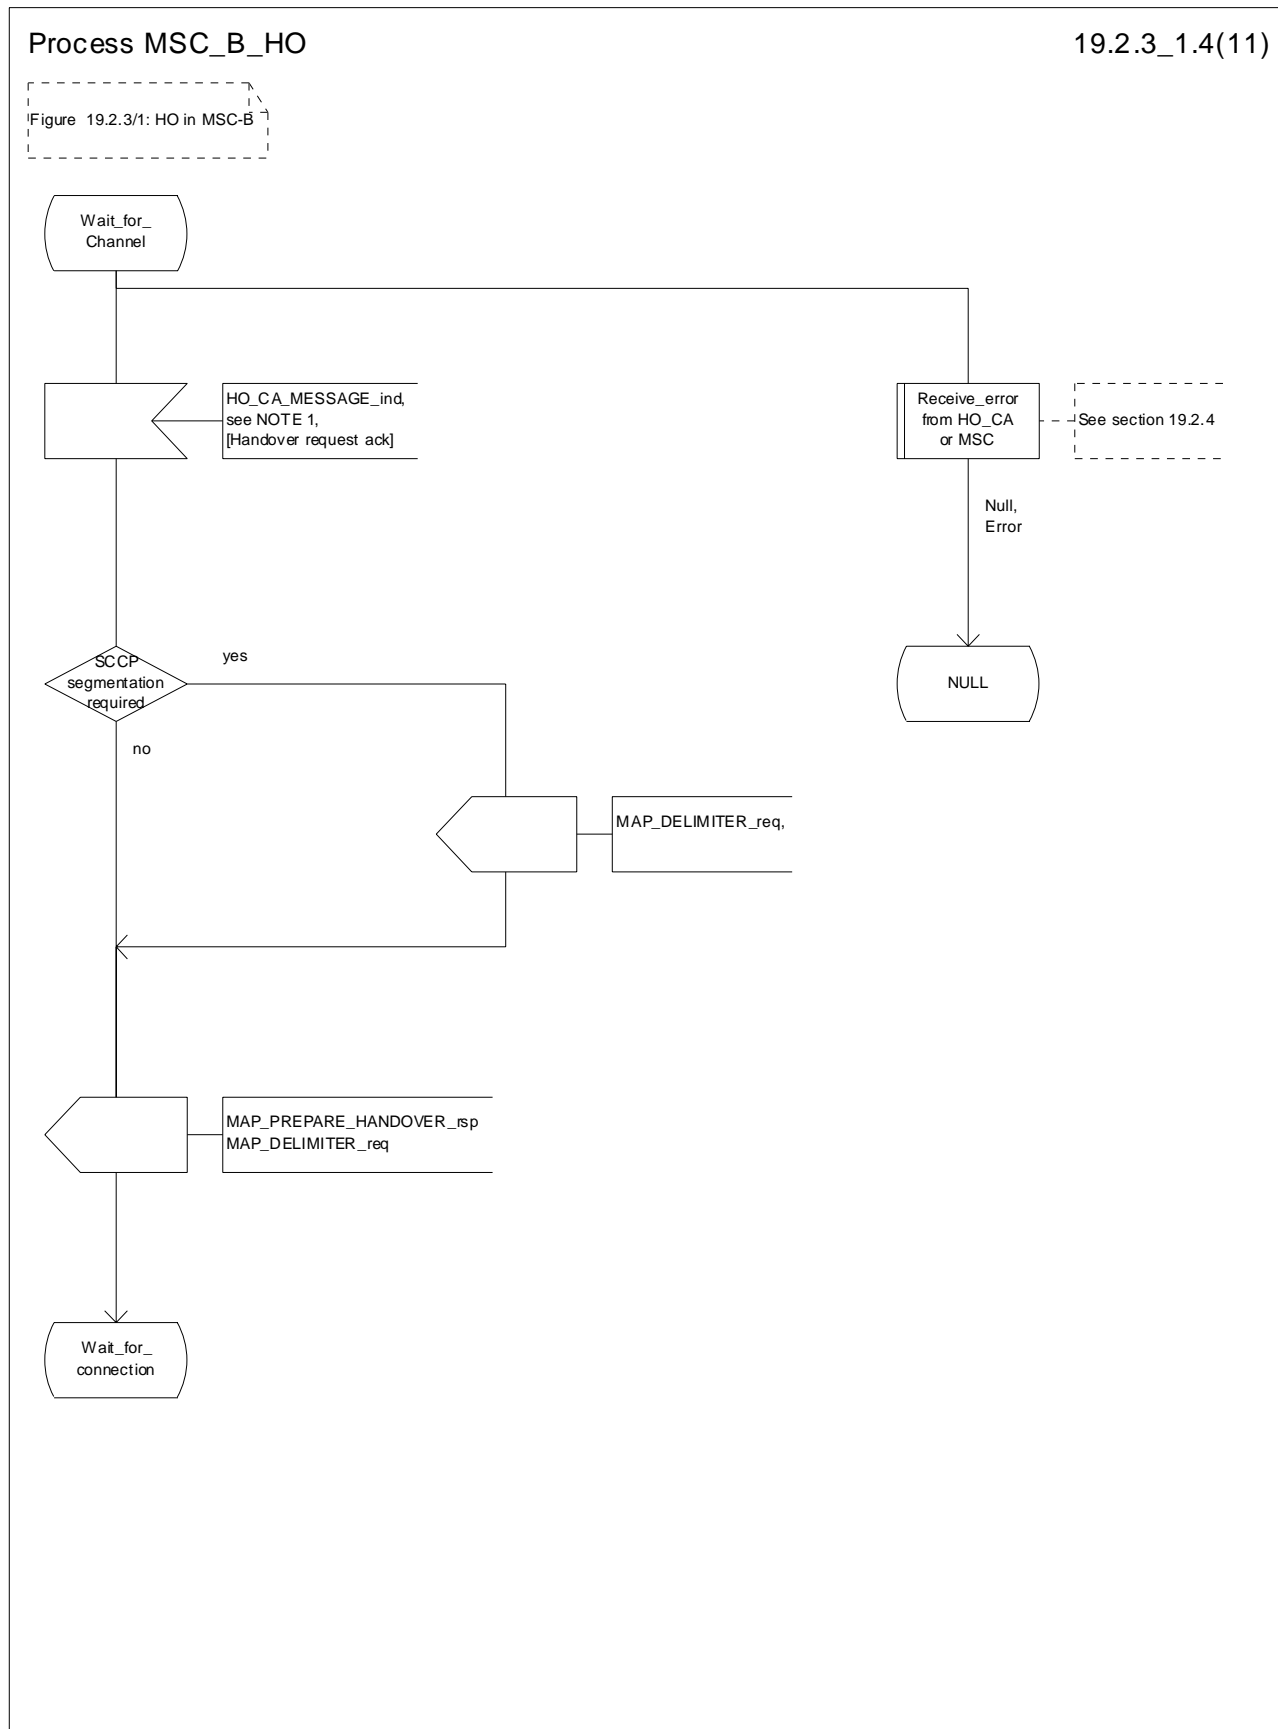 Process MSC_B_HO
19.2.3_1.4(11)
Figure 19.2.3/1: HO in MSC-B
Wait_for_
Channel
HO_CA_MESSAGE_ind,
see NOTE 1,
[Handover request ack]
Receive_error
from HO_CA
or MSC
See section 19.2.4
Null,
Error
SCCP
segmentation
required
yes
NULL
no
MAP_DELIMITER_req,
MAP_PREPARE_HANDOVER_rsp
MAP_DELIMITER_req
Wait_for_
connection